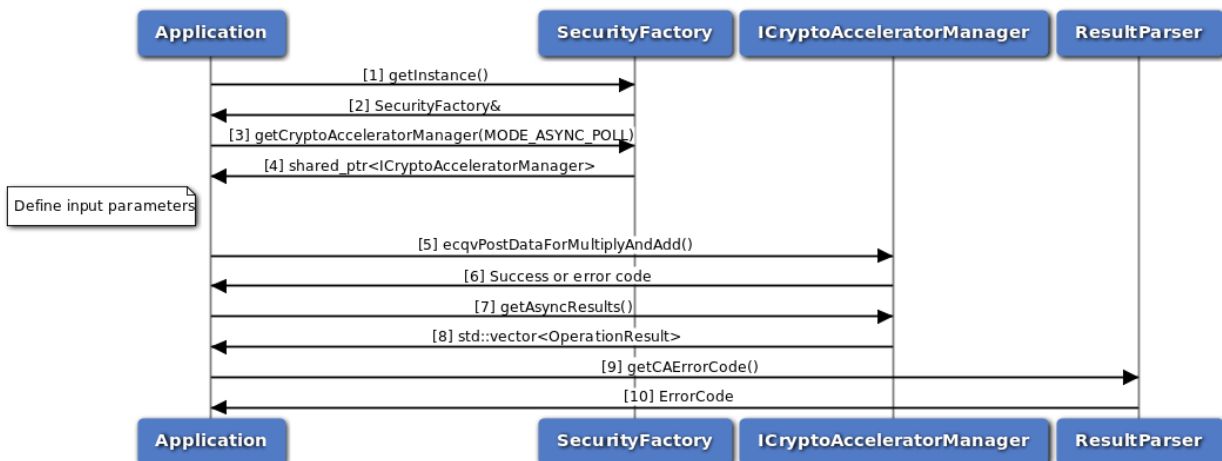 Application SecurityFactory ICryptoAcceleratorManager ResultParser
[1] getInstance()
[2] SecurityFactory&
[3] getCryptoAcceleratorManager(MODE_ASYNC_POLL)
[4] shared_ptr<ICryptoAcceleratorManager>
Define input parameters
[5] ecqvPostDataForMultiplyAndAdd()
[6] Success or error code
[7] getAsyncResults()
[8] std::vector<OperationResult>
[9] getCAErrorCode()
[10] ErrorCode
Application SecurityFactory ICryptoAcceleratorManager ResultParser